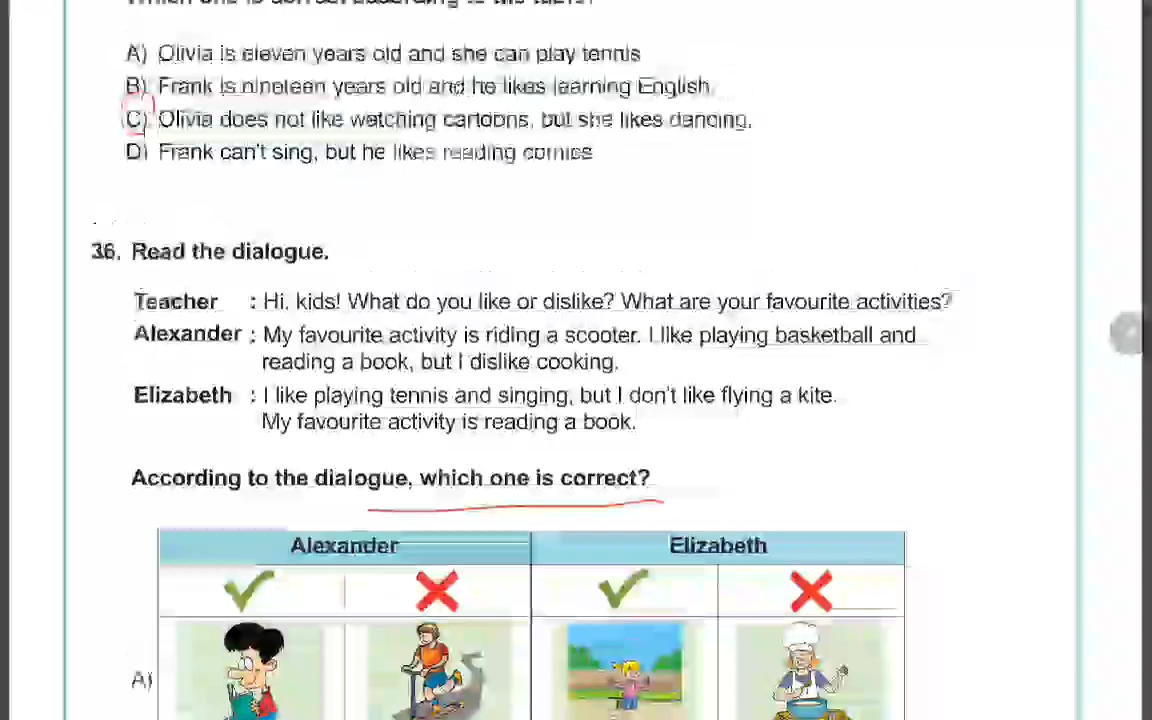 A) Olivia is eleven years old and she can play tennis
B) Frank is nineteen years old and he likes learning English.
C) Olivia does not like watching cartoons, but she likes dancing.
D) Frank can't sing, but he likes reading comics
36. Read the dialogue.
Teacher : Hi, kids! What do you like or dislike? What are your favourite activities?
Alexander : My favourite activity is riding a scooter. I like playing basketball and
reading a book, but I dislike cooking.
Elizabeth : I like playing tennis and singing, but I don't like flying a kite.
My favourite activity is reading a book.
According to the dialogue, which one is correct?
Alexander Elizabeth
A)